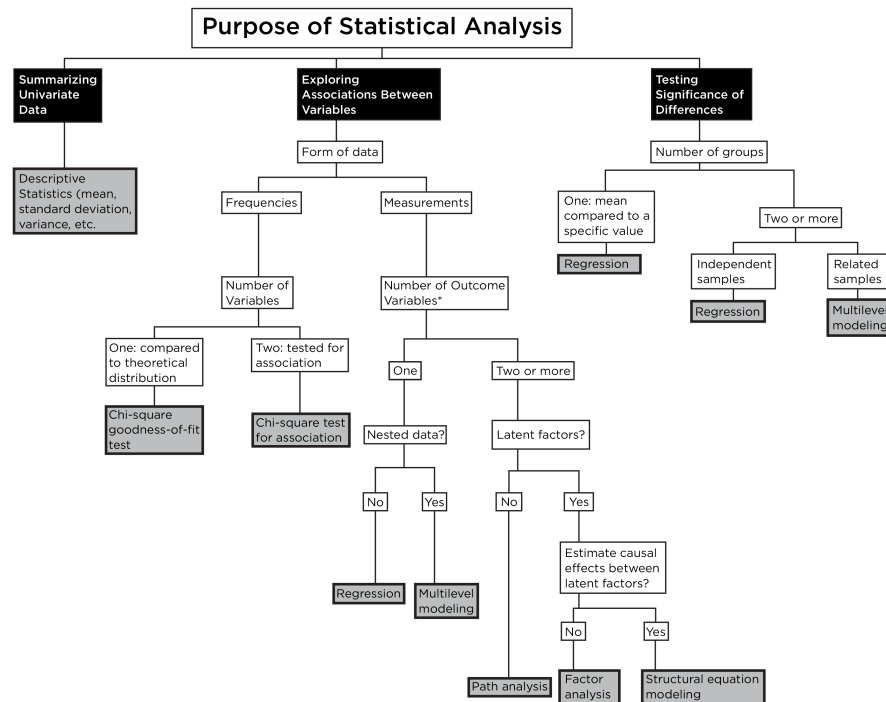 Purpose of Statistical Analysis
Summarizing
Univariate
Data
Exploring
Associations Between
Variables
Testing
Significance of
Differences
Form of data
Number of groups
Descriptive
Statistics (mean,
standard deviation,
variance, etc.
Frequencies
Measurements
One: mean
compared to a
specific value
Two or more
Regression
Independent
samples
Related
samples
Regression
Multilevel
modeling
Number of
Variables
Number of Outcome
Variables*
One: compared
to theoretical
distribution
Two: tested for
association
One
Two or more
Chi-square
goodness-of-fit
test
Chi-square test
for association
Nested data?
Latent factors?
No
Yes
No
Yes
Estimate causal
effects between
latent factors?
Regression
Multilevel
modeling
No
Yes
Path analysis
Factor
analysis
Structural equation
modeling